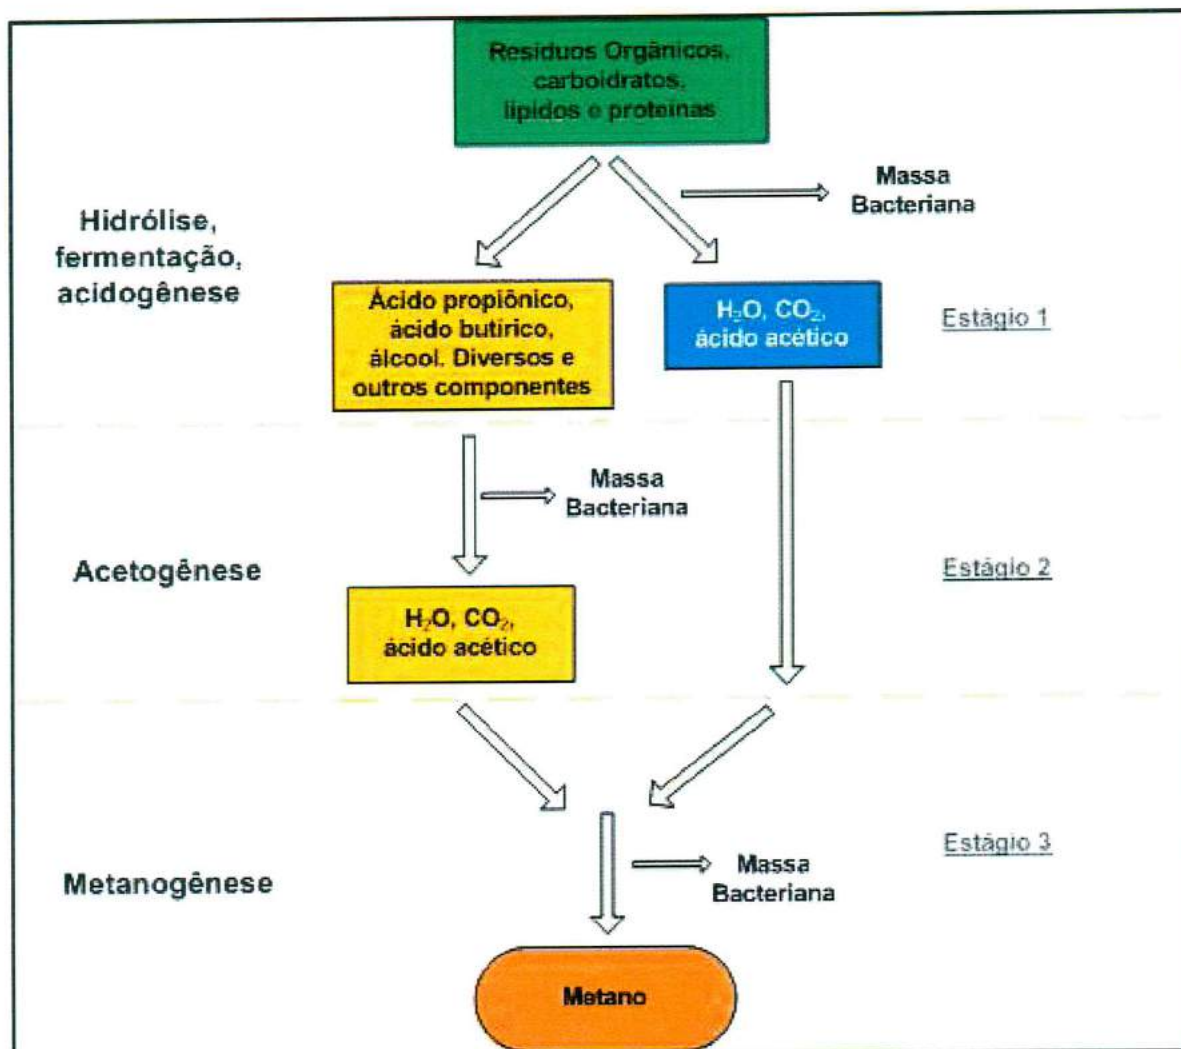 Resíduos Orgânicos,
carboidratos,
lípidos e proteínas
Massa
Bacteriana
Hidrólise,
fermentação,
acidogênese
Ácido propiônico,
ácido butírico,
álcool. Diversos e
outros componentes
H₂O, CO₂,
ácido acético
Estágio 1
Massa
Bacteriana
Acetogênese
H₂O, CO₂,
ácido acético
Estágio 2
Metanogênese
Massa
Bacteriana
Estágio 3
Metano